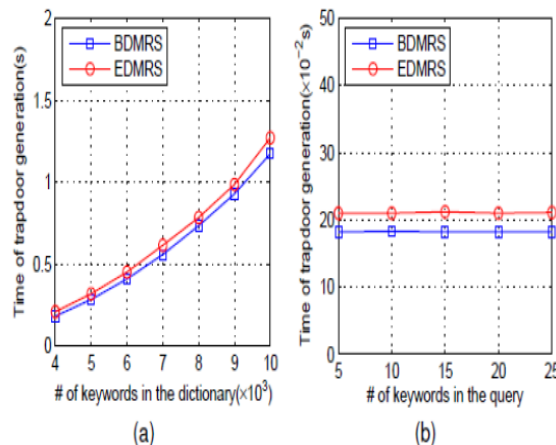 Time of trapdoor generation(s)
2
1.5
1
0.5
0
BDMRS
EDMRS
4 5 6 7 8 9 10
# of keywords in the dictionary(×10³)
(a)
Time of trapdoor generation(×10⁻²s)
50
40
30
20
10
0
BDMRS
EDMRS
5 10 15 20 25
# of keywords in the query
(b)